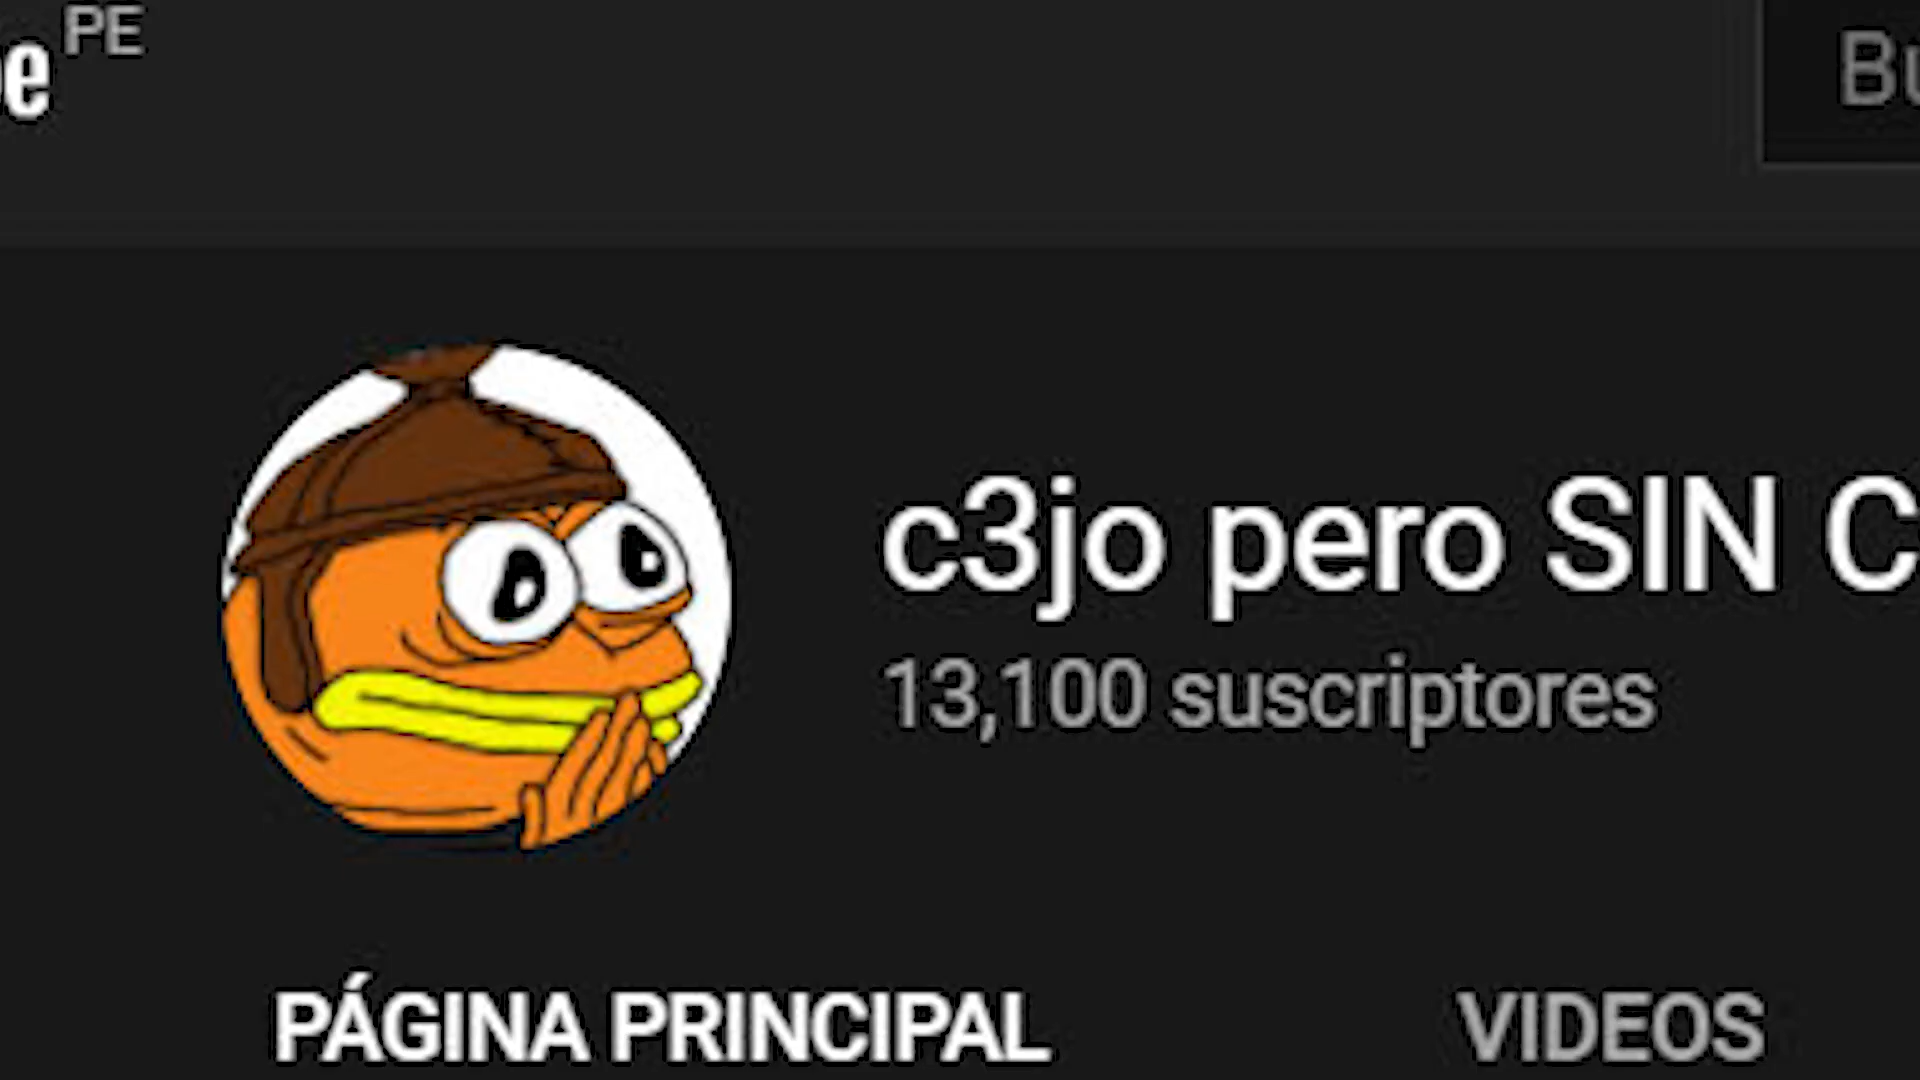 PE
c3jo pero SIN C
13,100 suscriptores
PÁGINA PRINCIPAL VIDEOS